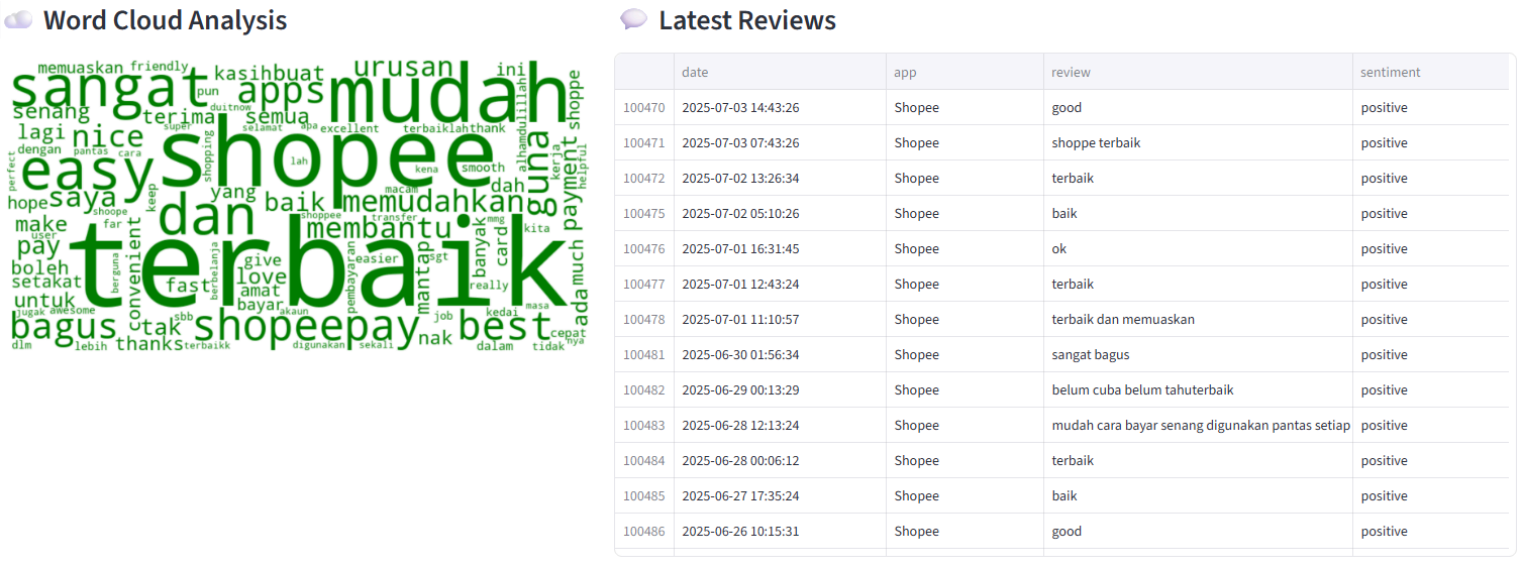 Word Cloud Analysis
memuaskan friendly kasihbuat urusan ini
sangat pun apps mudah shoppe
senang duitnow terima semua alhamdulillah
super selamat apa excellent terbaiklah thank
lagi nice shopee guna
dengan pantas cara shopping lah smooth kerja
perfect easy kena payment helpful
hope saya keep yang baik macam memudahkan dah
shoope dan shoppee transfer mmg kita
make far membantu
user pay convenient terbaik give easier sgt banyak card much
boleh berguna berbelanja love pembayaran mantap really ada
setakat fast amat
untuk bayar akaun masa
jugak awesome sbb job kedai
bagus ctak shopeepay nak best cepat
dlm lebih thanks terbaikk digunakan sekali dalam tidak nya
Latest Reviews
date app review sentiment
100470 2025-07-03 14:43:26 Shopee good positive
100471 2025-07-03 07:43:26 Shopee shoppe terbaik positive
100472 2025-07-02 13:26:34 Shopee terbaik positive
100475 2025-07-02 05:10:26 Shopee baik positive
100476 2025-07-01 16:31:45 Shopee ok positive
100477 2025-07-01 12:43:24 Shopee terbaik positive
100478 2025-07-01 11:10:57 Shopee terbaik dan memuaskan positive
100481 2025-06-30 01:56:34 Shopee sangat bagus positive
100482 2025-06-29 00:13:29 Shopee belum cuba belum tahuterbaik positive
100483 2025-06-28 12:13:24 Shopee mudah cara bayar senang digunakan pantas setiap positive
100484 2025-06-28 00:06:12 Shopee terbaik positive
100485 2025-06-27 17:35:24 Shopee baik positive
100486 2025-06-26 10:15:31 Shopee good positive